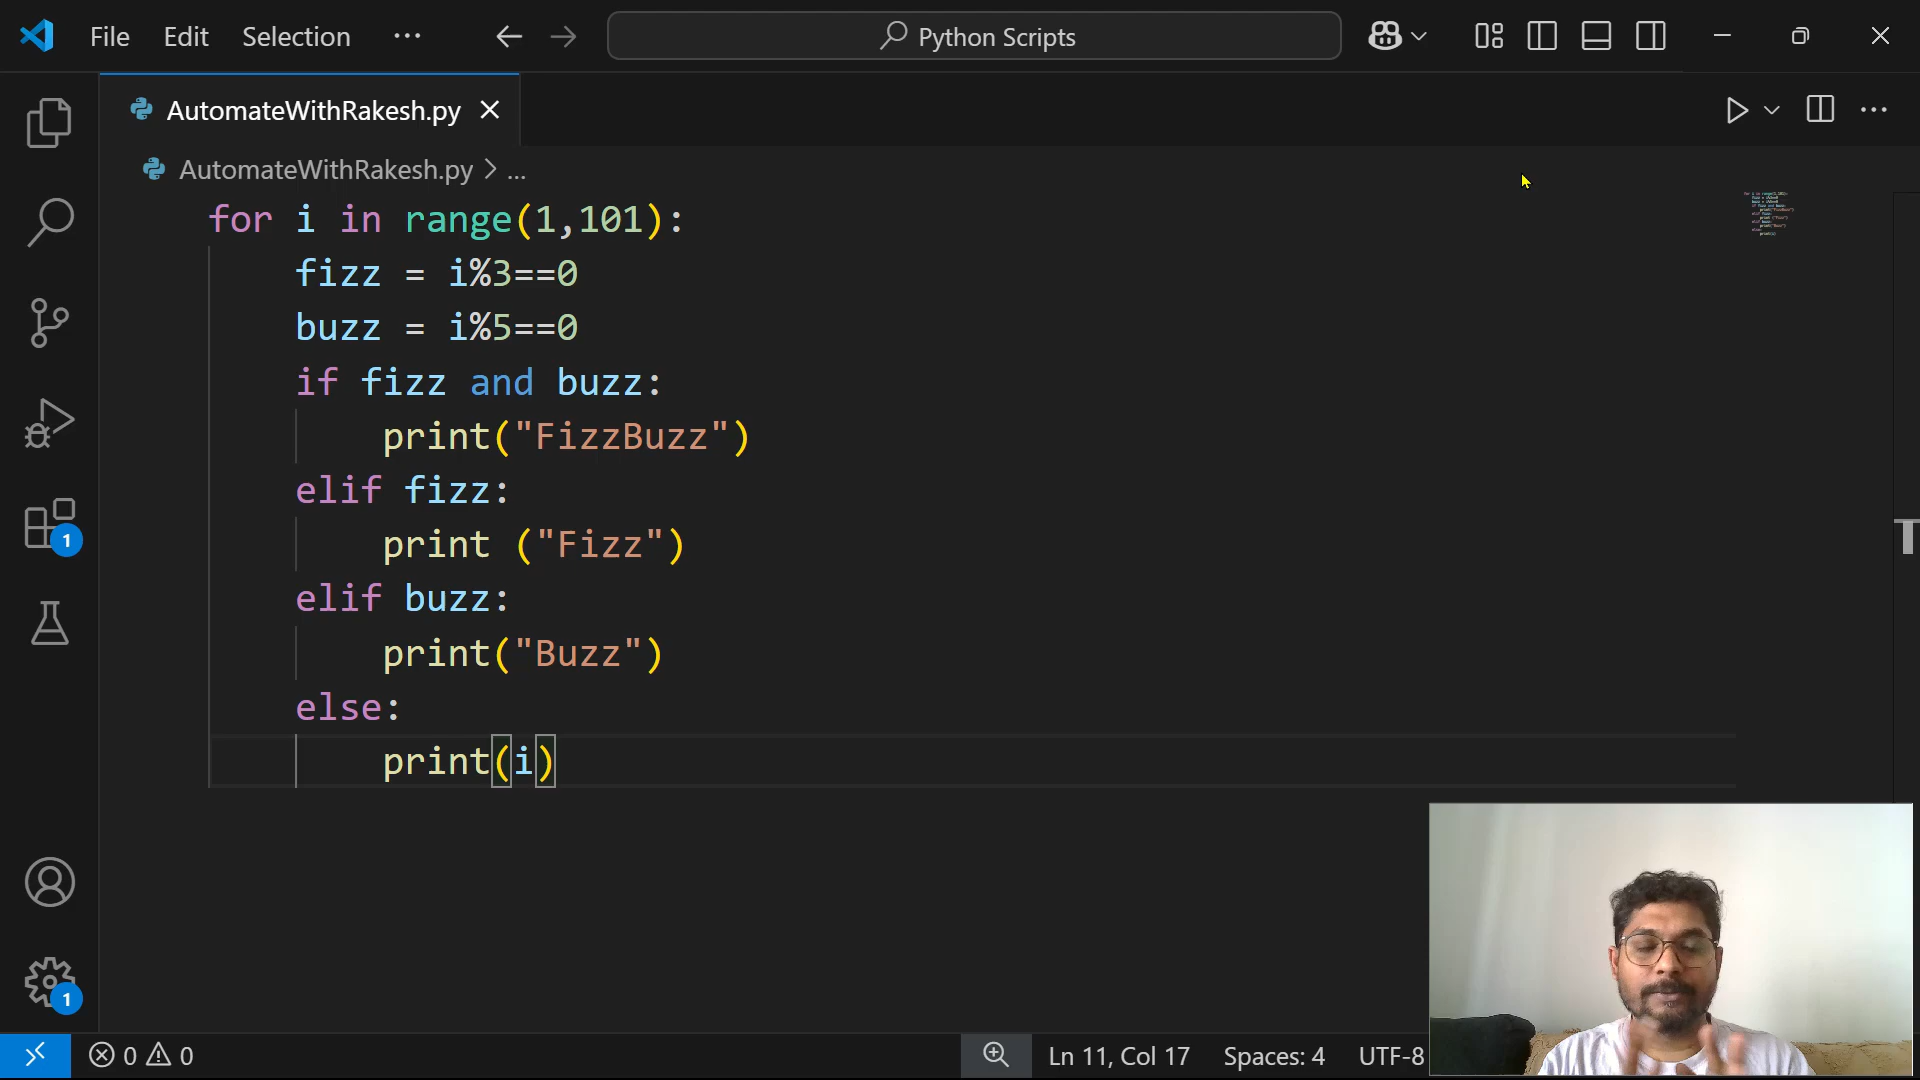 File Edit Selection ··· Python Scripts
AutomateWithRakesh.py
AutomateWithRakesh.py > ...
for i in range(1,101):
    fizz = i%3==0
    buzz = i%5==0
    if fizz and buzz:
        print("FizzBuzz")
    elif fizz:
        print ("Fizz")
    elif buzz:
        print("Buzz")
    else:
        print(i)
1
1
0 0 Ln 11, Col 17 Spaces: 4 UTF-8